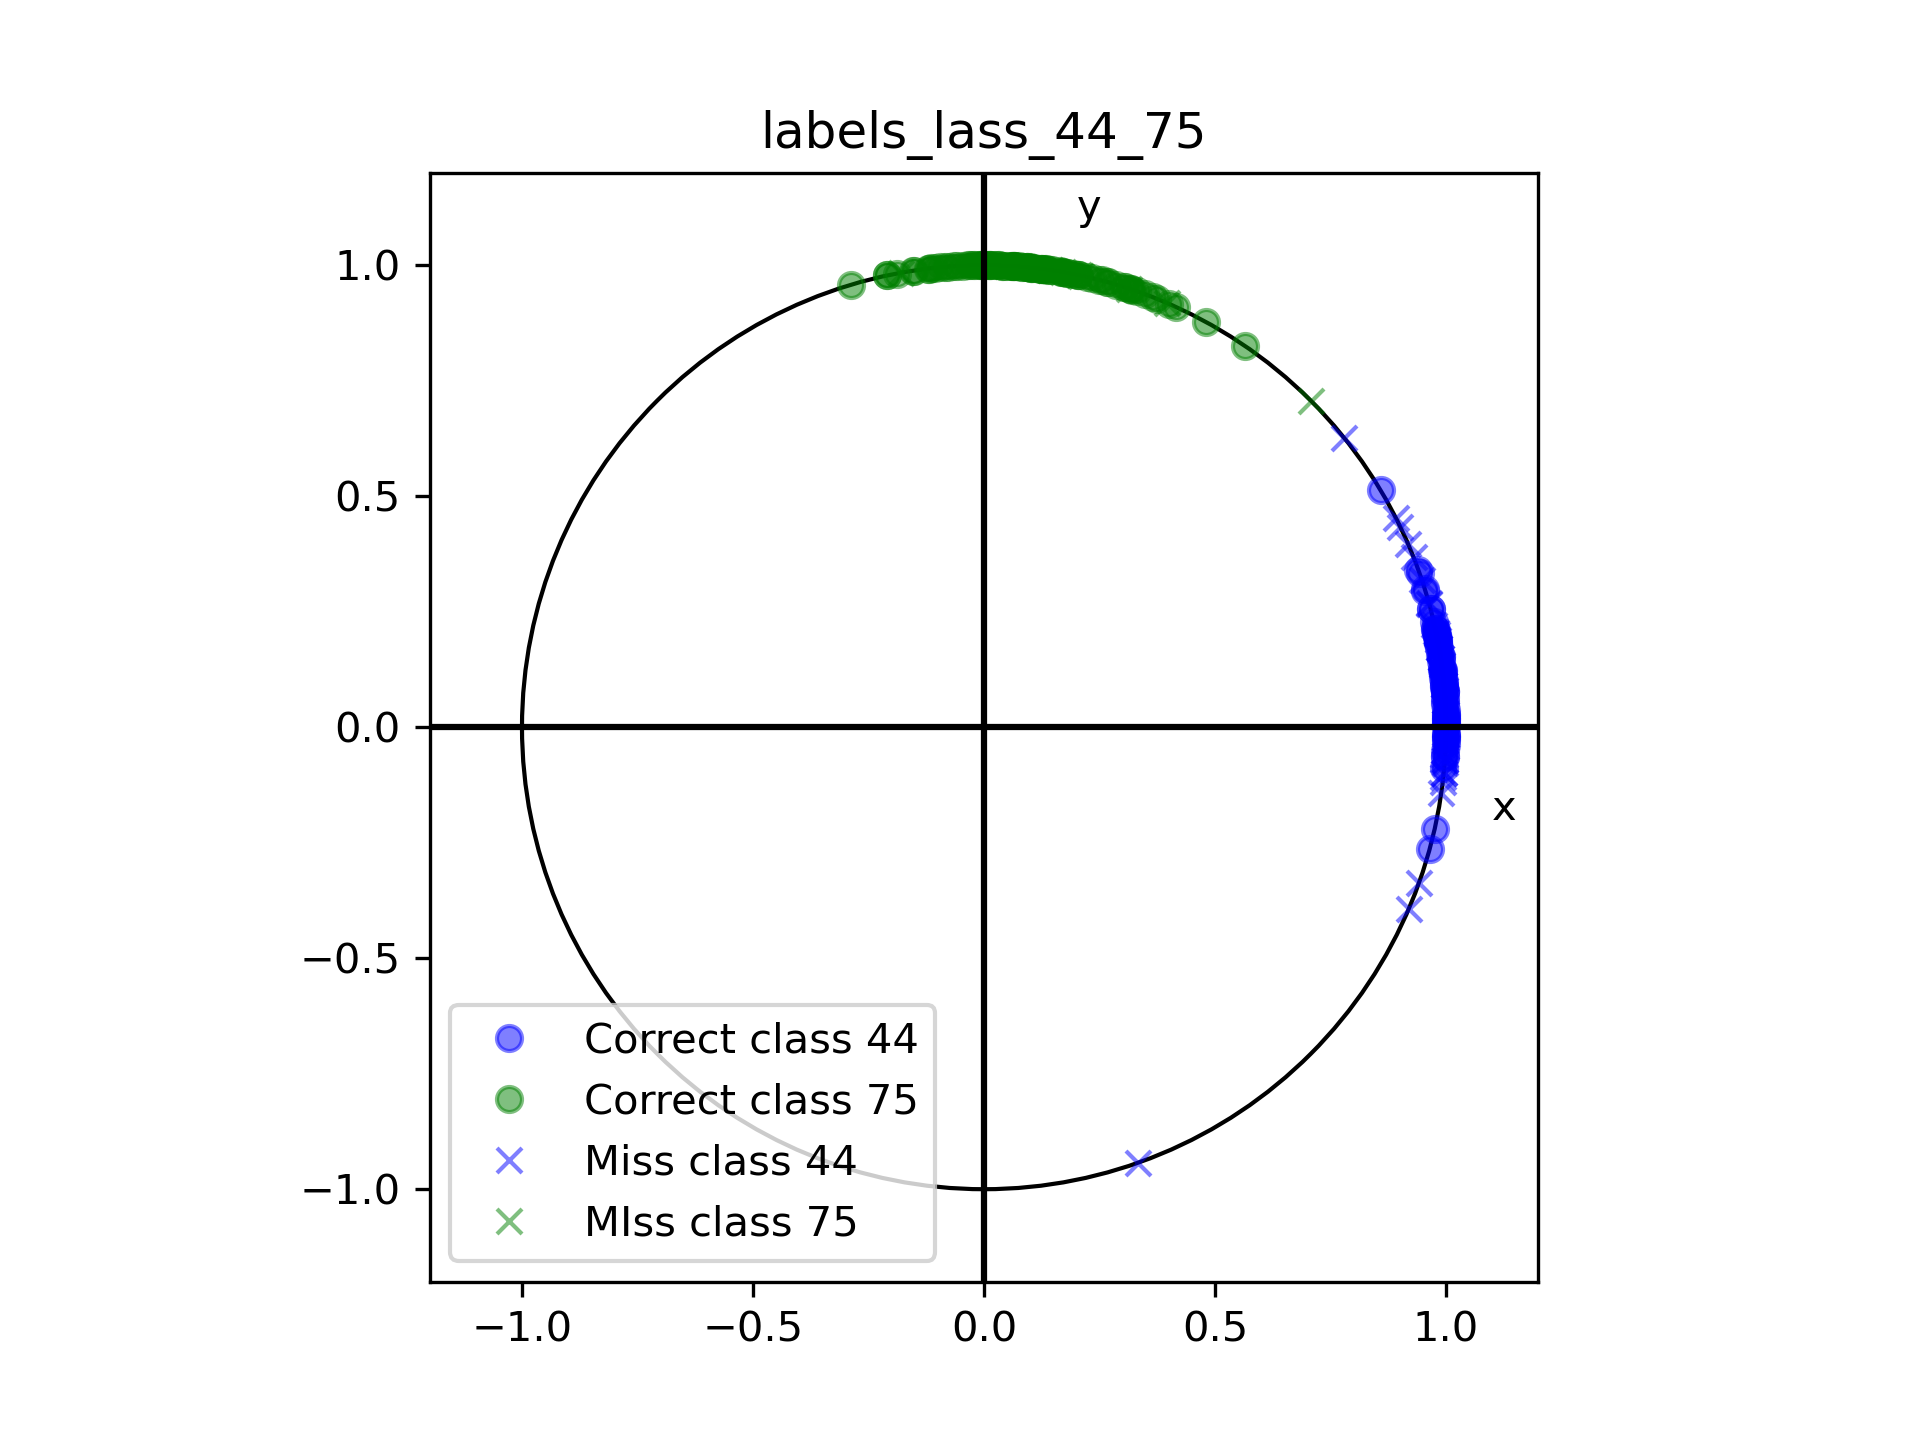 labels_lass_44_75
y
1.0
0.5
0.0
x
−0.5
−1.0
Correct class 44
Correct class 75
Miss class 44
MIss class 75
−1.0 −0.5 0.0 0.5 1.0